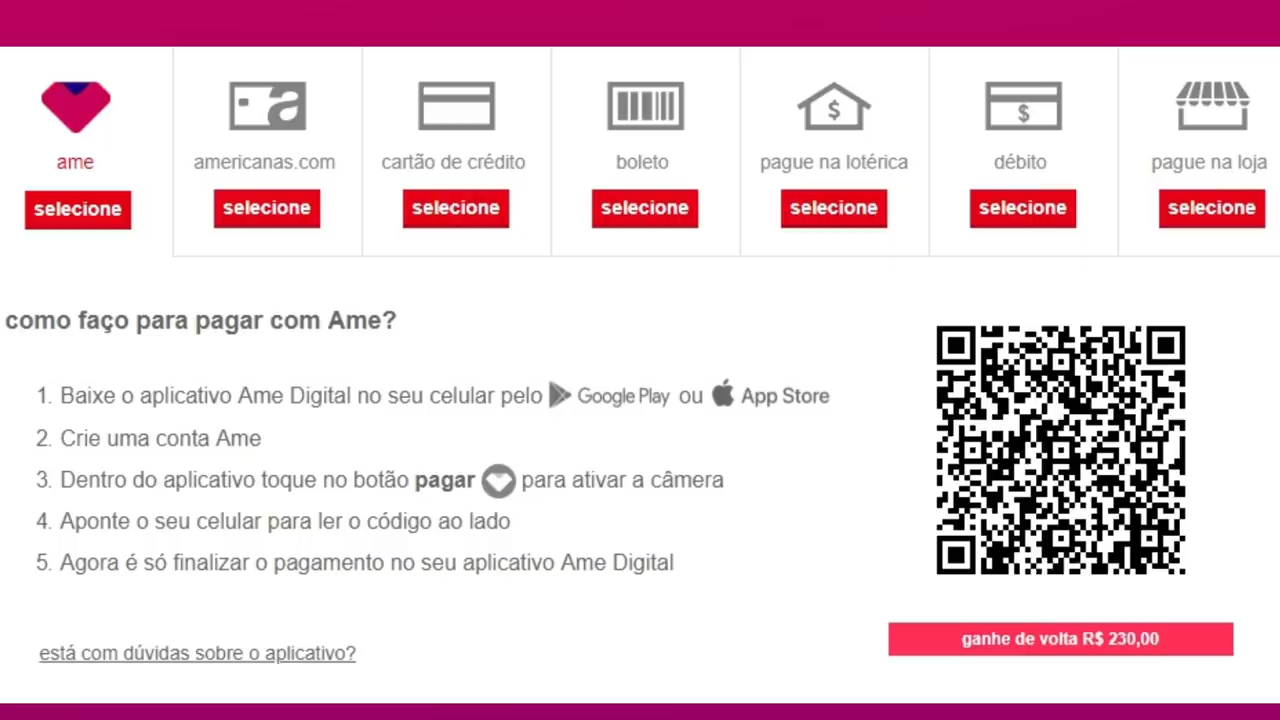 ame
americanas.com
cartão de crédito
boleto
pague na lotérica
débito
pague na loja
selecione
selecione
selecione
selecione
selecione
selecione
selecione
como faço para pagar com Ame?
1. Baixe o aplicativo Ame Digital no seu celular pelo Google Play ou App Store
2. Crie uma conta Ame
3. Dentro do aplicativo toque no botão pagar para ativar a câmera
4. Aponte o seu celular para ler o código ao lado
5. Agora é só finalizar o pagamento no seu aplicativo Ame Digital
está com dúvidas sobre o aplicativo?
ganhe de volta R$ 230,00